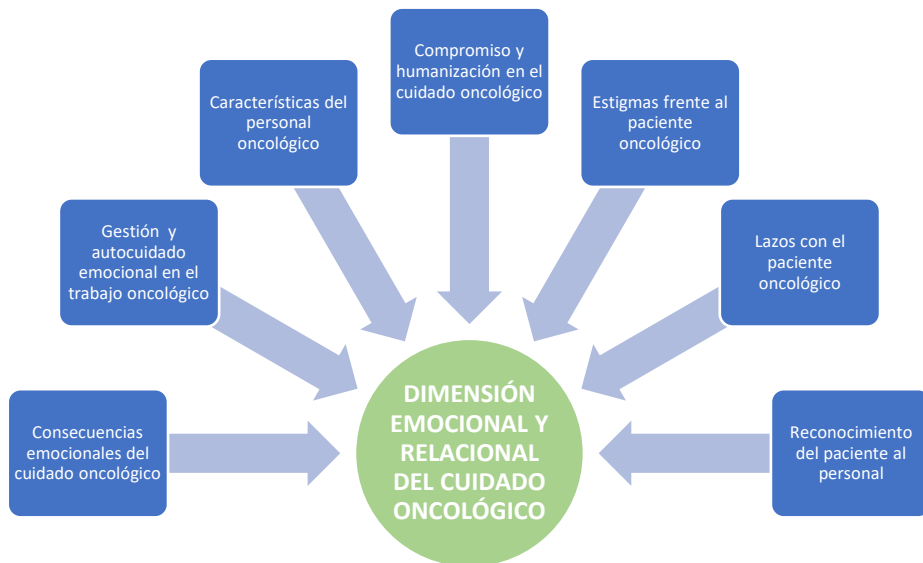 Compromiso y
humanización en el
cuidado oncológico
Características del
personal oncológico
Estigmas frente al
paciente
oncológico
Gestión y
autocuidado
emocional en el
trabajo oncológico
Lazos con el
paciente
oncológico
Consecuencias
emocionales del
cuidado oncológico
DIMENSIÓN
EMOCIONAL Y
RELACIONAL
DEL CUIDADO
ONCOLÓGICO
Reconocimiento
del paciente al
personal